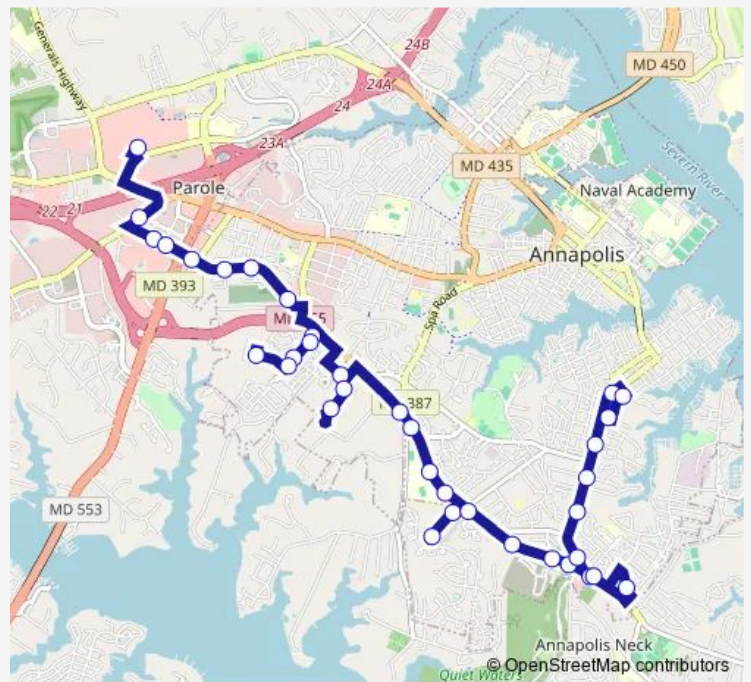 Generals Highway
24B
MD 450
24A
24
23A
MD 435
Severn River
Parole
Naval Academy
22
21
Annapolis
MD 393
Spa Road
387
MD 553
Annapolis Neck
© OpenStreetMap contributors
Quiet Waters